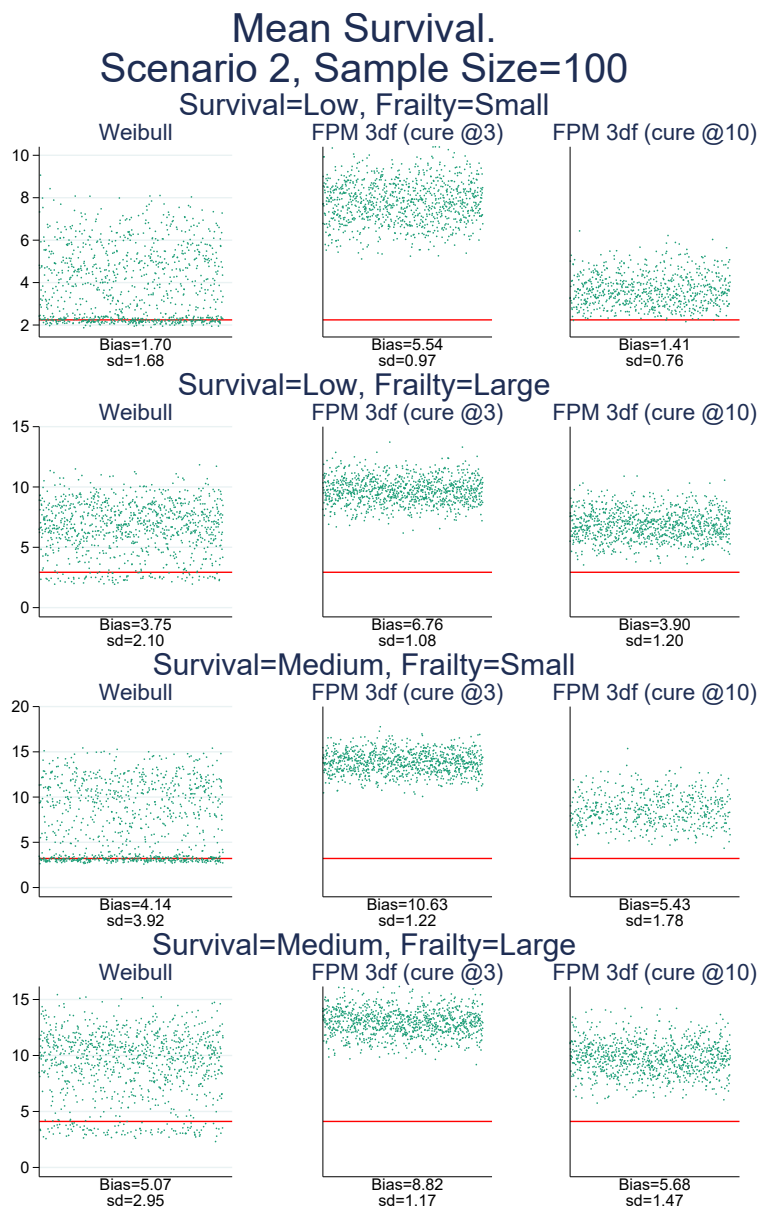 Mean Survival.
Scenario 2, Sample Size=100
Survival=Low, Frailty=Small
Weibull
FPM 3df (cure @3)
FPM 3df (cure @10)
10
8
6
4
2
Bias=1.70
sd=1.68
Bias=5.54
sd=0.97
Bias=1.41
sd=0.76
Survival=Low, Frailty=Large
Weibull
FPM 3df (cure @3)
FPM 3df (cure @10)
15
10
5
0
Bias=3.75
sd=2.10
Bias=6.76
sd=1.08
Bias=3.90
sd=1.20
Survival=Medium, Frailty=Small
Weibull
FPM 3df (cure @3)
FPM 3df (cure @10)
20
15
10
5
0
Bias=4.14
sd=3.92
Bias=10.63
sd=1.22
Bias=5.43
sd=1.78
Survival=Medium, Frailty=Large
Weibull
FPM 3df (cure @3)
FPM 3df (cure @10)
15
10
5
0
Bias=5.07
sd=2.95
Bias=8.82
sd=1.17
Bias=5.68
sd=1.47